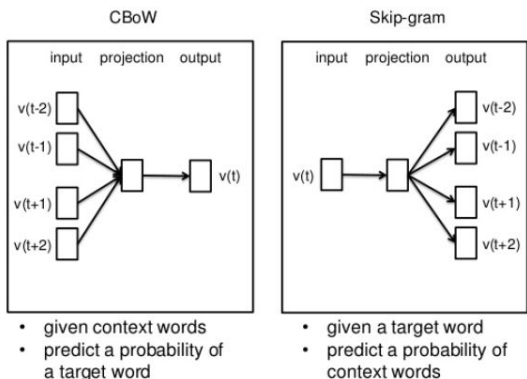 CBoW
input projection output
v(t-2)
v(t-1)
v(t)
v(t+1)
v(t+2)
• given context words
• predict a probability of
a target word
Skip-gram
input projection output
v(t-2)
v(t-1)
v(t)
v(t+1)
v(t+2)
• given a target word
• predict a probability of
context words